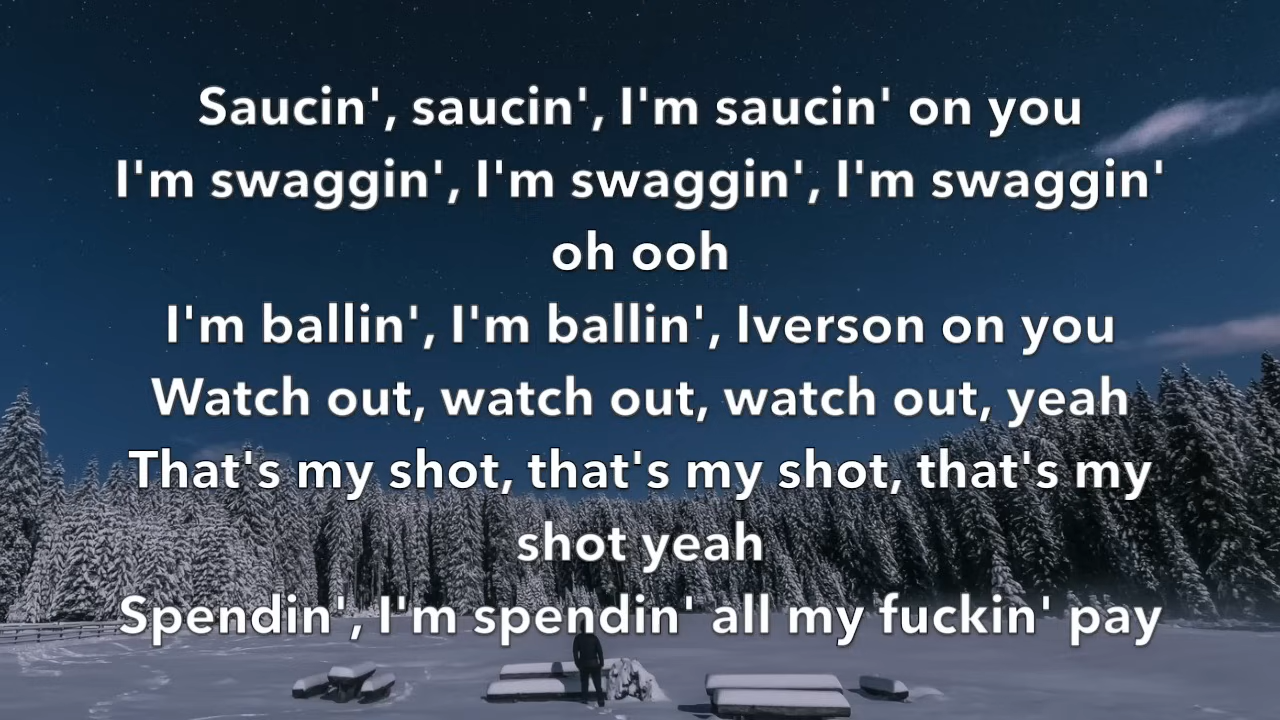 Saucin', saucin', I'm saucin' on you
I'm swaggin', I'm swaggin', I'm swaggin'
oh ooh
I'm ballin', I'm ballin', Iverson on you
Watch out, watch out, watch out, yeah
That's my shot, that's my shot, that's my
shot yeah
Spendin', I'm spendin' all my fuckin' pay